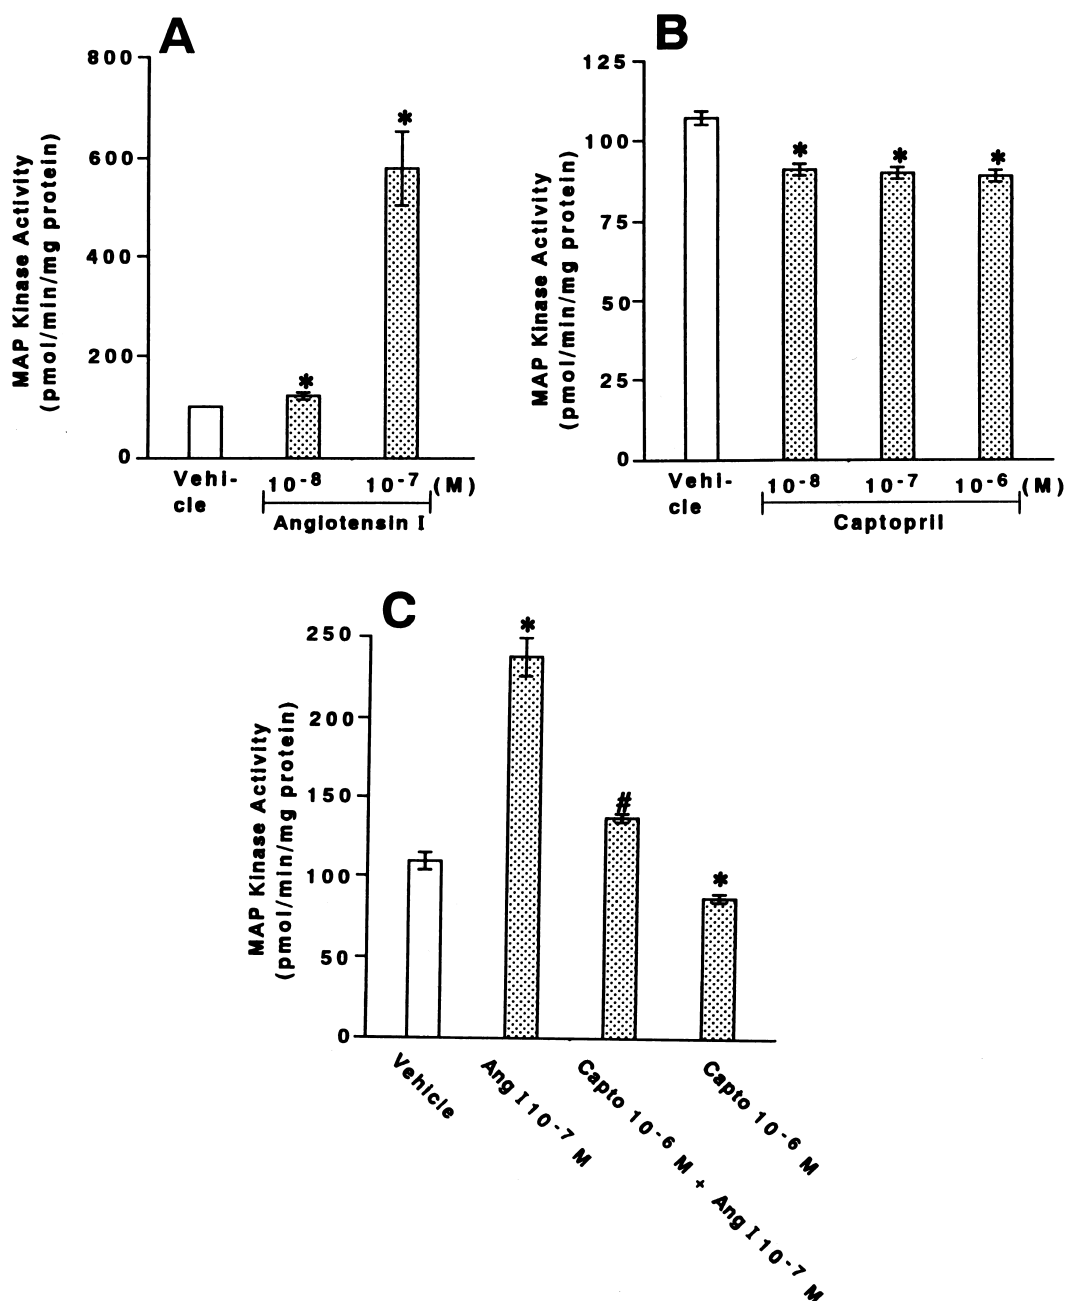 A
800
600
400
200
0
MAP Kinase Activity
(pmol/min/mg protein)
*
*
Vehi-
cle
10-8
10-7 (M)
Angiotensin I
B
125
100
75
50
25
0
MAP Kinase Activity
(pmol/min/mg protein)
*
*
*
Vehi-
cle
10-8
10-7
10-6 (M)
Captopril
C
250
200
150
100
50
0
MAP Kinase Activity
(pmol/min/mg protein)
*
#
*
Vehicle
Ang I 10-7 M
Capto 10-6 M + Ang I 10-7 M
Capto 10-6 M